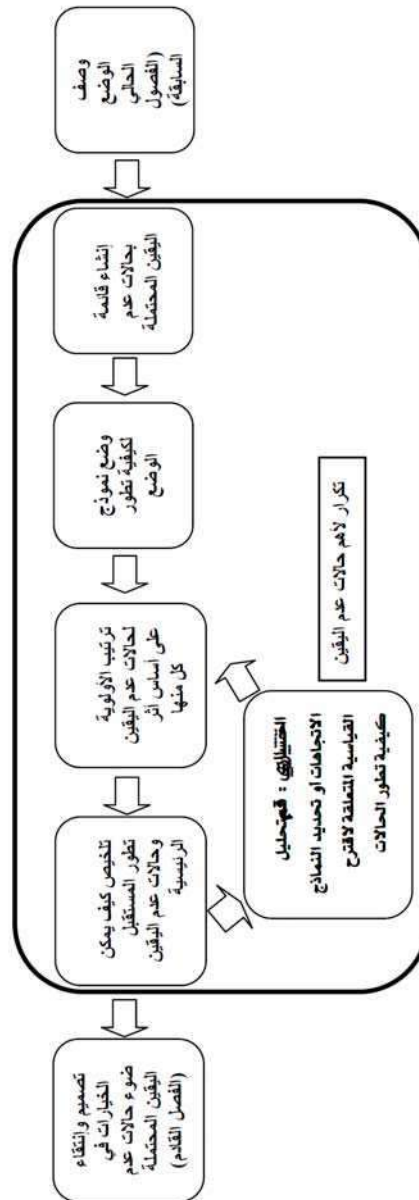 وصف
الوضع
الحالي
(الفصول
السابقة)
إنشاء قائمة
بحالات عدم
اليقين المحتملة
وضع نموذج
لكيفية تطور
الوضع
ترتيب الأولوية
لحالات عدم اليقين
على أساس أثر
كل منها
تلخيص كيف يمكن
تطور المستقبل
وحالات عدم اليقين
الرئيسية
تصميم وانتقاء
الخيارات في
ضوء حالات عدم
اليقين المحتملة
(الفصل القادم)
الاتجاهات او تحديد النماذج
القياسية المتعلقة لاقترح
كيفية تطور الحالات
تكرار لأهم حالات عدم اليقين